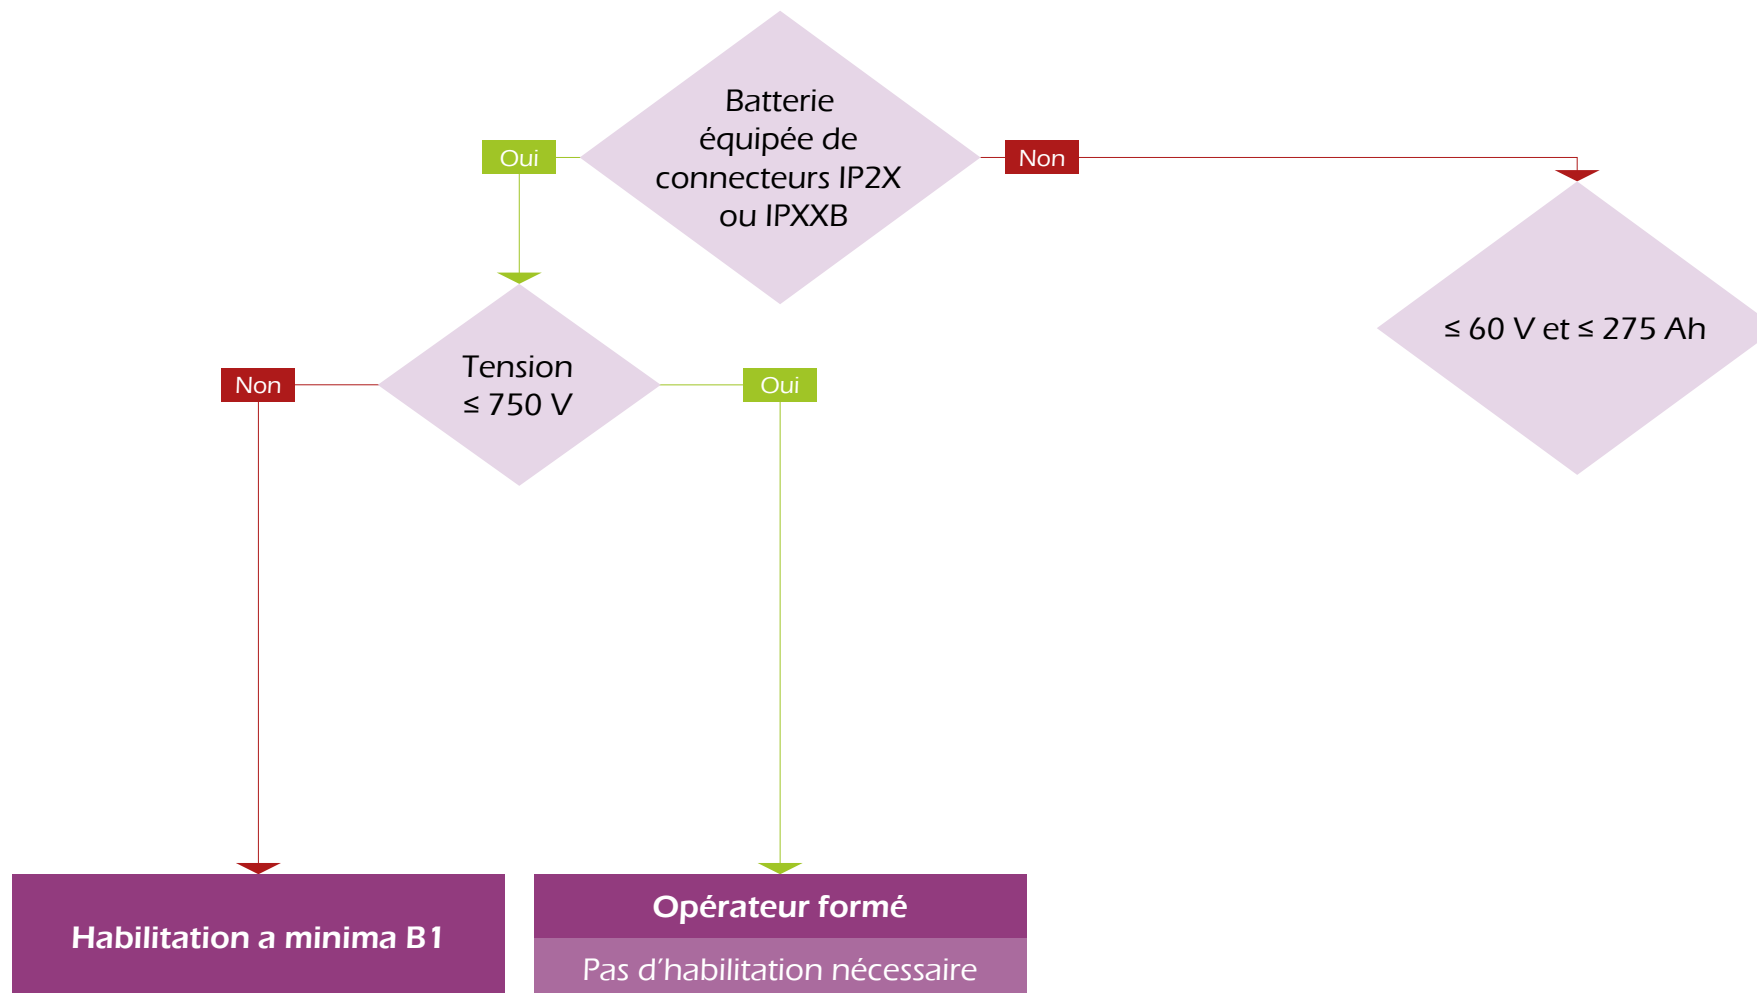 Batterie
équipée de
connecteurs IP2X
ou IPXXB
Oui
Non
≤ 60 V et ≤ 275 Ah
Tension
≤ 750 V
Non
Oui
Habilitation a minima B1
Opérateur formé
Pas d’habilitation nécessaire